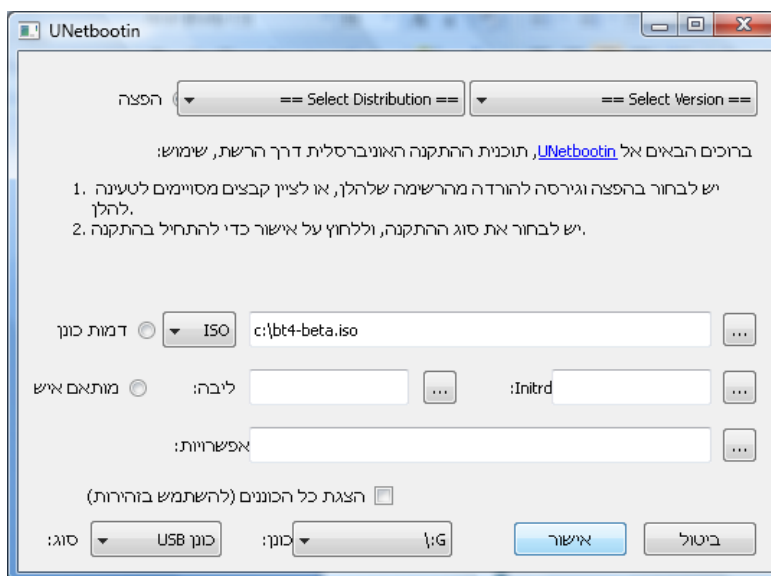 UNetbootin
הפצה == Select Distribution == == Select Version ==
ברוכים הבאים אל UNetbootin, תוכנית ההתקנה האוניברסלית דרך הרשת, שימוש:
1. יש לבחור בהפצה וגירסה להורדה מהרשימה שלהלן, או לציין קבצים מסויימים לטעינה
להלן.
2. יש לבחור את סוג ההתקנה, וללחוץ על אישור כדי להתחיל בהתקנה.
דמות כונן ISO c:\bt4-beta.iso ...
מותאם איש ליבה: ... Initrd: ...
אפשרויות: ...
הצגת כל הכוננים (להשתמש בזהירות)
סוג: כונן USB כונן: \:G אישור ביטול